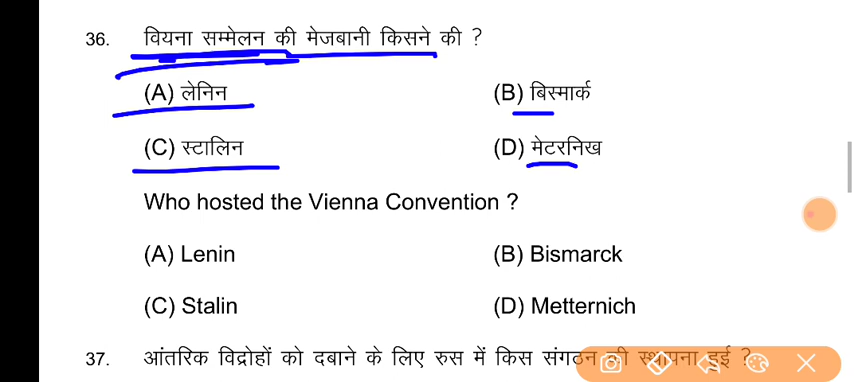 36. वियना सम्मेलन की मेजबानी किसने की ?
(A) लेनिन (B) बिस्मार्क
(C) स्टालिन (D) मेटरनिख
Who hosted the Vienna Convention ?
(A) Lenin (B) Bismarck
(C) Stalin (D) Metternich
37. आंतरिक विद्रोहों को दबाने के लिए रुस में किस संगठन की स्थापना हुई ?